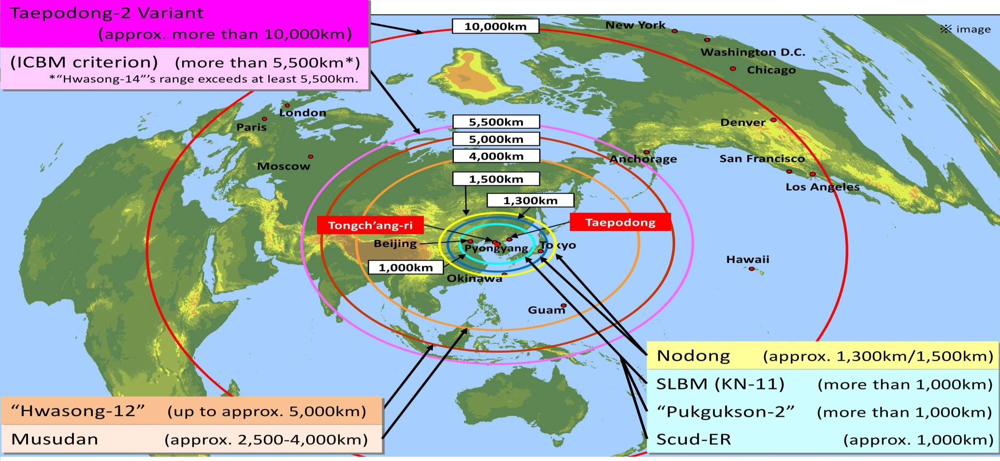 Taepodong-2 Variant
(approx. more than 10,000km)
(ICBM criterion) (more than 5,500km*)
*“Hwasong-14”’s range exceeds at least 5,500km.
10,000km
New York
※ image
Washington D.C.
Chicago
London
Paris
5,500km
Denver
5,000km
4,000km
Anchorage
San Francisco
Moscow
1,500km
Los Angeles
1,300km
Tongch’ang-ri
Taepodong
Beijing
Pyongyang
Tokyo
Hawaii
1,000km
Okinawa
Guam
Nodong (approx. 1,300km/1,500km)
SLBM (KN-11) (more than 1,000km)
“Pukgukson-2” (more than 1,000km)
Scud-ER (approx. 1,000km)
“Hwasong-12” (up to approx. 5,000km)
Musudan (approx. 2,500-4,000km)